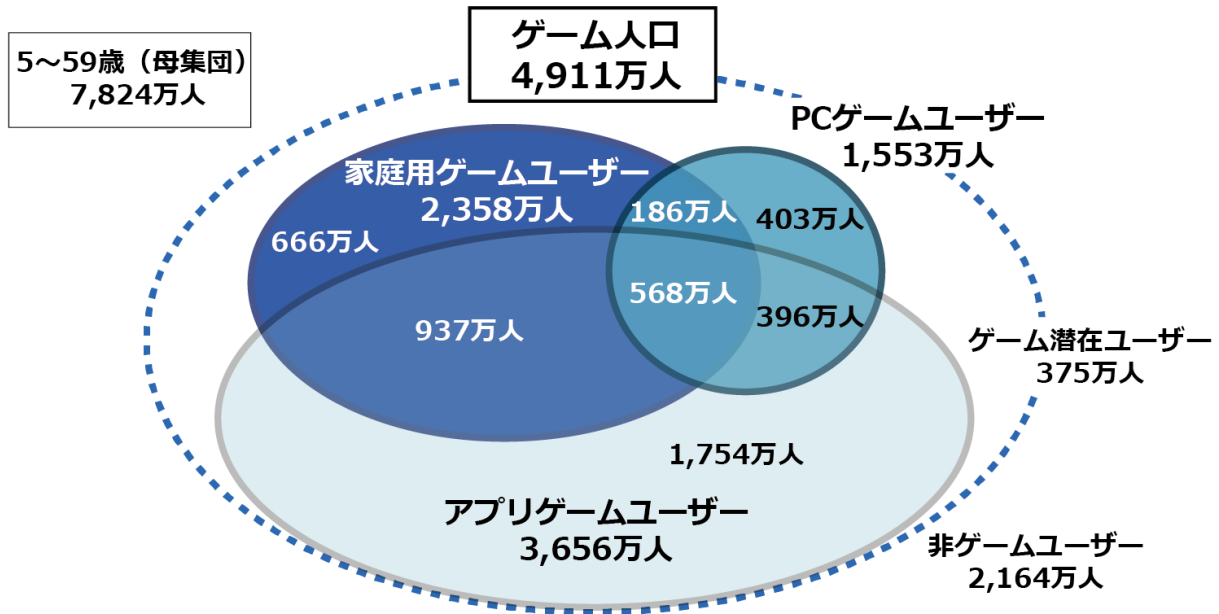 5～59歳（母集団）
7,824万人
ゲーム人口
4,911万人
PCゲームユーザー
1,553万人
家庭用ゲームユーザー
2,358万人
186万人
403万人
666万人
568万人
396万人
937万人
ゲーム潜在ユーザー
375万人
1,754万人
アプリゲームユーザー
3,656万人
非ゲームユーザー
2,164万人